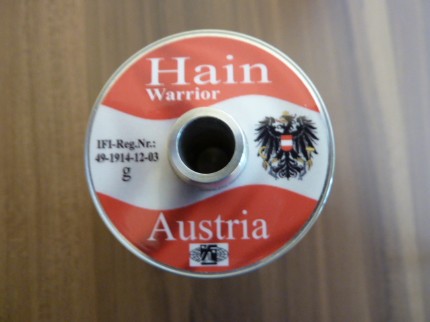 Hain
Warrior
IFI-Reg.Nr.:
49-1914-12-03
g
Austria